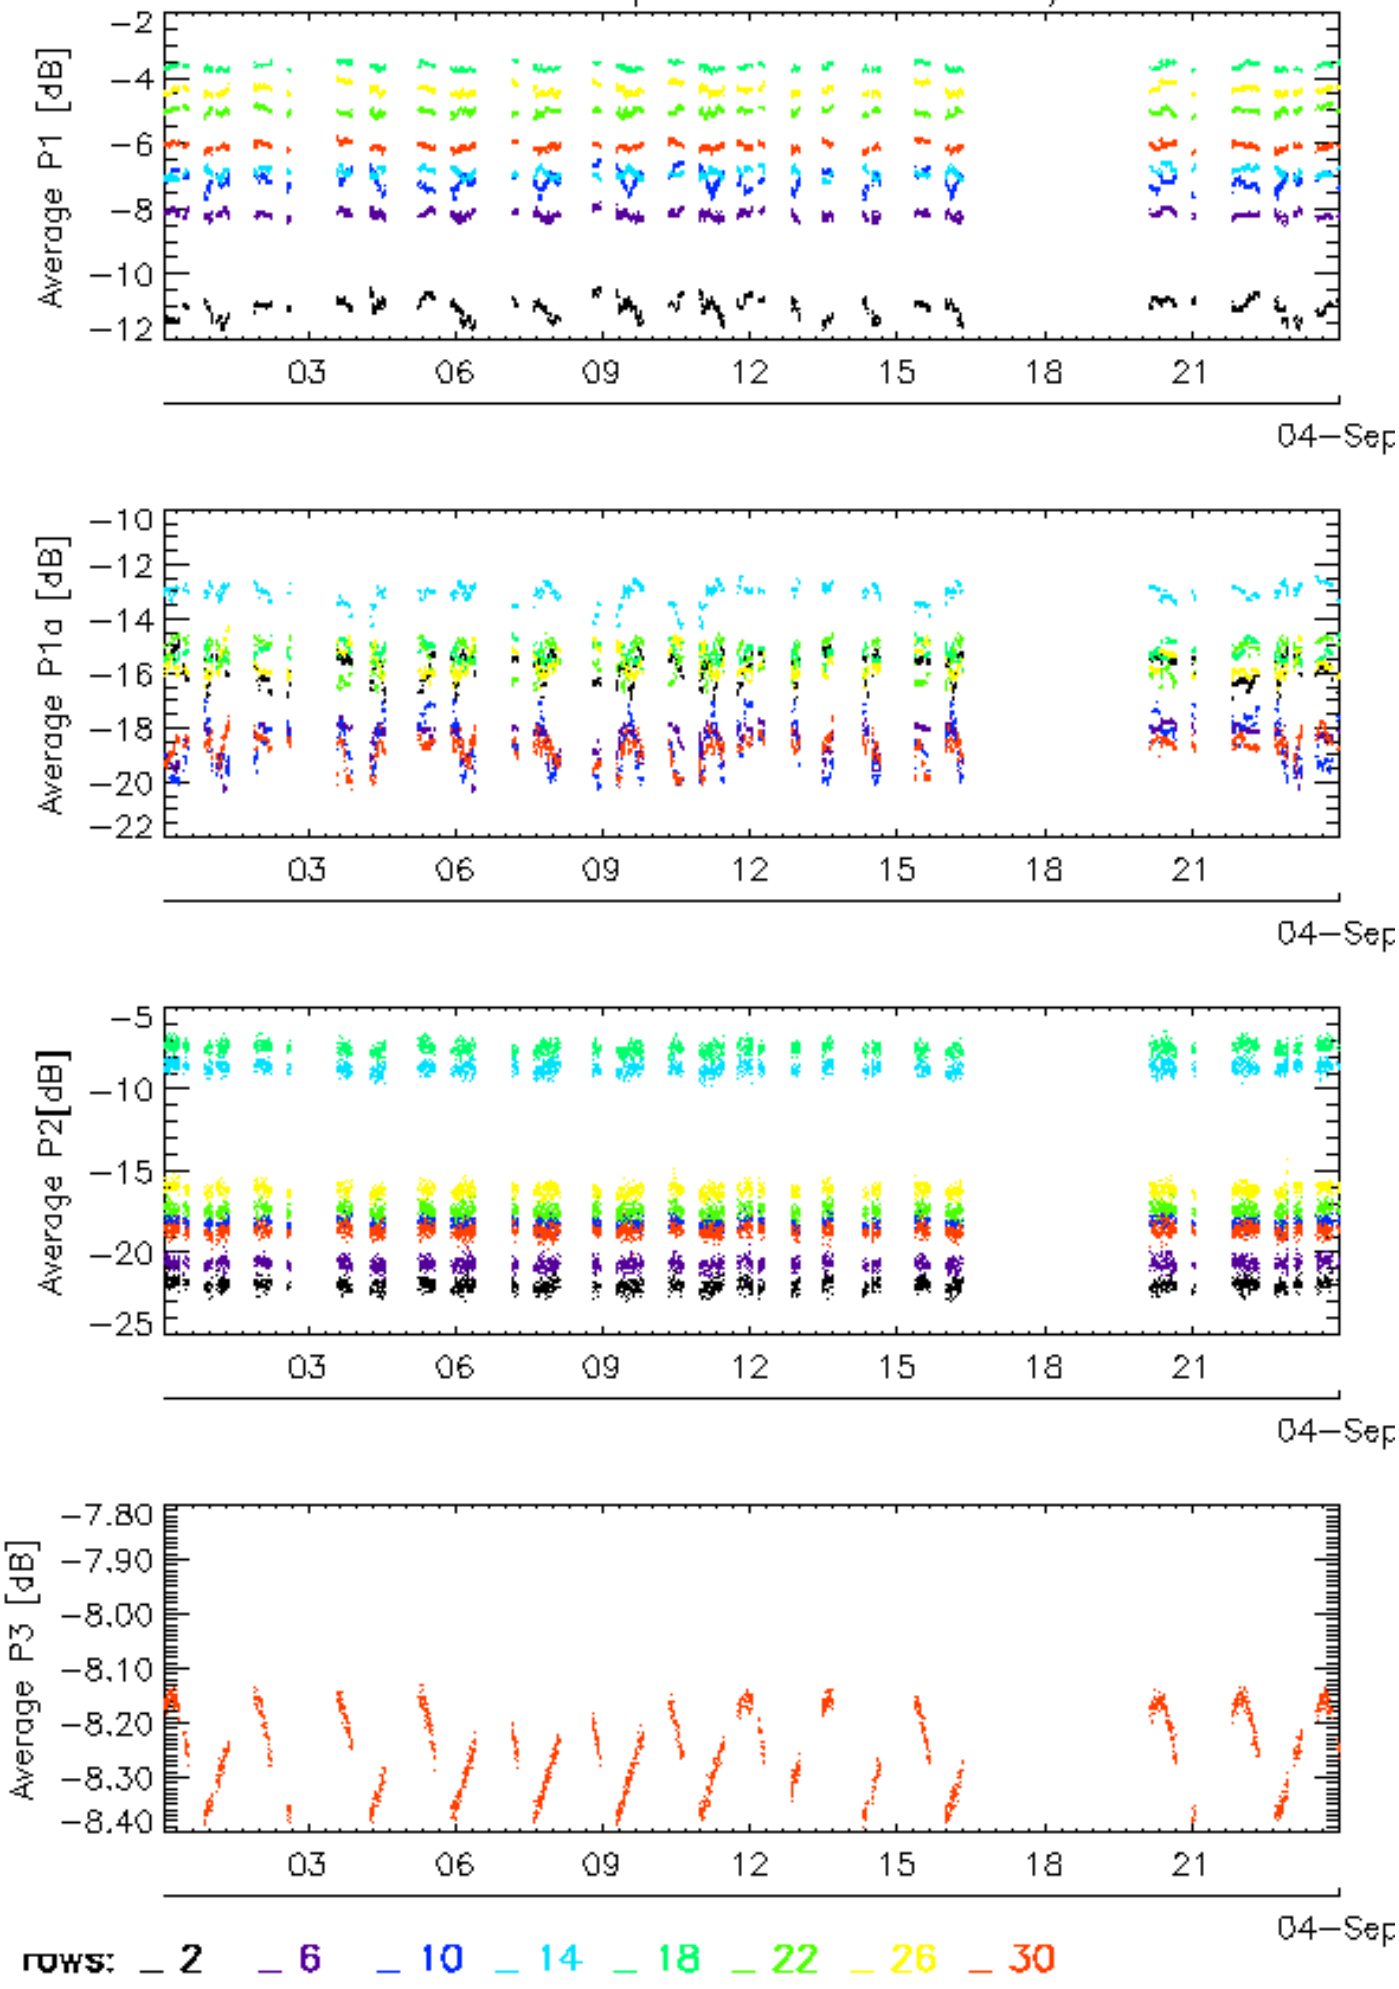 Average P1 [dB]
-2
-4
-6
-8
-10
-12
03 06 09 12 15 18 21
04-Sep
Average P1a [dB]
-10
-12
-14
-16
-18
-20
-22
03 06 09 12 15 18 21
04-Sep
Average P2[dB]
-5
-10
-15
-20
-25
03 06 09 12 15 18 21
04-Sep
Average P3 [dB]
-7.80
-7.90
-8.00
-8.10
-8.20
-8.30
-8.40
03 06 09 12 15 18 21
04-Sep
rows: _ 2 _ 6 _ 10 _ 14 _ 18 _ 22 _ 26 _ 30